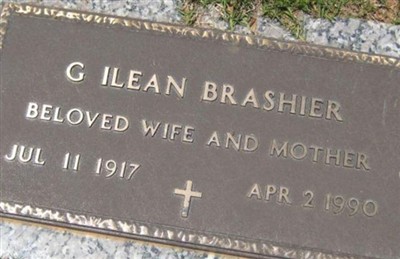 G ILEAN BRASHIER
BELOVED WIFE AND MOTHER
JUL 11 1917 APR 2 1990